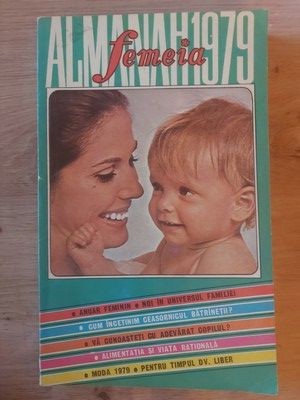 ALMANAH 1979
femeia
• ANUAR FEMININ • NOI ÎN UNIVERSUL FAMILIEI
• CUM ÎNCETINIM CEASORNICUL BĂTRÎNEȚII?
• VĂ CUNOAȘTEȚI CU ADEVĂRAT COPILUL?
• ALIMENTAȚIA ȘI VIAȚA RAȚIONALĂ
• MODA 1979 • PENTRU TIMPUL DV. LIBER